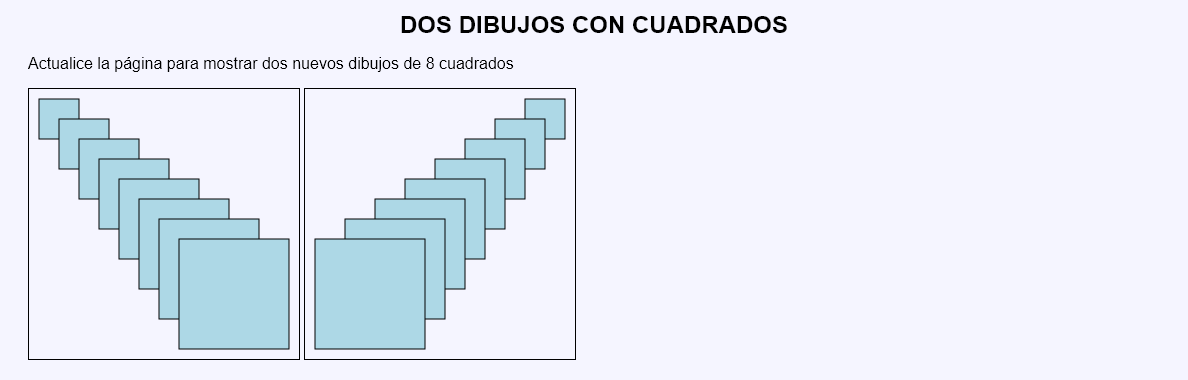 DOS DIBUJOS CON CUADRADOS
Actualice la página para mostrar dos nuevos dibujos de 8 cuadrados